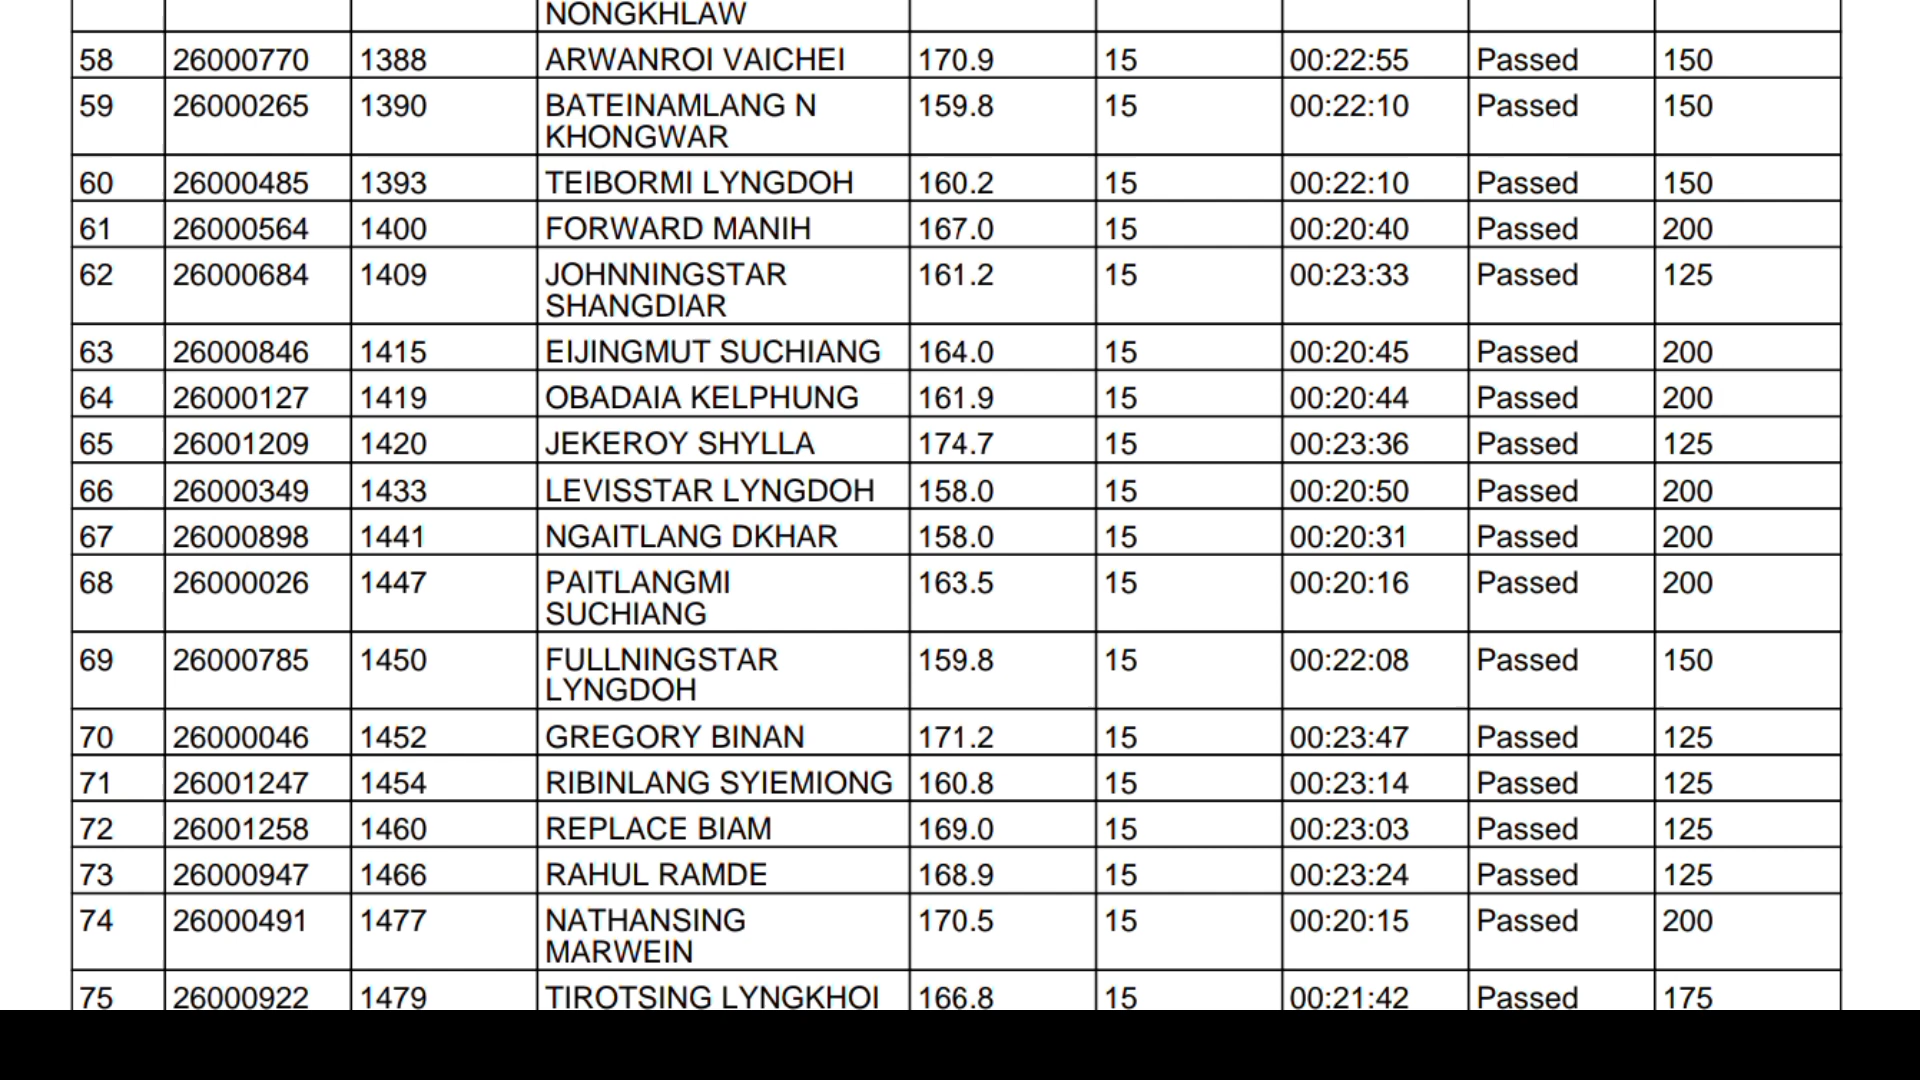 NONGKHLAW
58 26000770 1388 ARWANROI VAICHEI 170.9 15 00:22:55 Passed 150
59 26000265 1390 BATEINAMLANG N 159.8 15 00:22:10 Passed 150
KHONGWAR
60 26000485 1393 TEIBORMI LYNGDOH 160.2 15 00:22:10 Passed 150
61 26000564 1400 FORWARD MANIH 167.0 15 00:20:40 Passed 200
62 26000684 1409 JOHNNINGSTAR 161.2 15 00:23:33 Passed 125
SHANGDIAR
63 26000846 1415 EIJINGMUT SUCHIANG 164.0 15 00:20:45 Passed 200
64 26000127 1419 OBADAIA KELPHUNG 161.9 15 00:20:44 Passed 200
65 26001209 1420 JEKEROY SHYLLA 174.7 15 00:23:36 Passed 125
66 26000349 1433 LEVISSTAR LYNGDOH 158.0 15 00:20:50 Passed 200
67 26000898 1441 NGAITLANG DKHAR 158.0 15 00:20:31 Passed 200
68 26000026 1447 PAITLANGMI 163.5 15 00:20:16 Passed 200
SUCHIANG
69 26000785 1450 FULLNINGSTAR 159.8 15 00:22:08 Passed 150
LYNGDOH
70 26000046 1452 GREGORY BINAN 171.2 15 00:23:47 Passed 125
71 26001247 1454 RIBINLANG SYIEMIONG 160.8 15 00:23:14 Passed 125
72 26001258 1460 REPLACE BIAM 169.0 15 00:23:03 Passed 125
73 26000947 1466 RAHUL RAMDE 168.9 15 00:23:24 Passed 125
74 26000491 1477 NATHANSING 170.5 15 00:20:15 Passed 200
MARWEIN
75 26000922 1479 TIROTSING LYNGKHOI 166.8 15 00:21:42 Passed 175